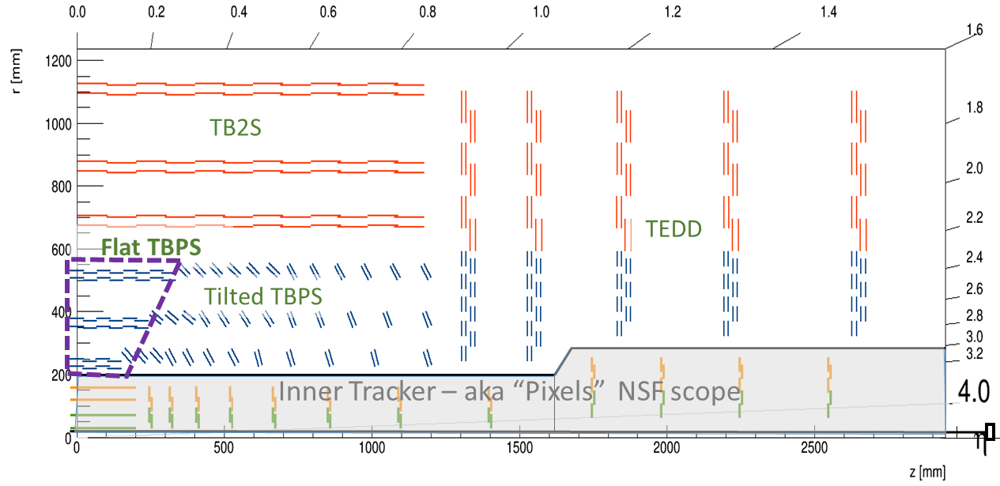 0.0 0.2 0.4 0.6 0.8 1.0 1.2 1.4 1.6
r [mm]
1200
1000
800
600
400
200
0
TB2S
TEDD
Flat TBPS
Tilted TBPS
Inner Tracker – aka “Pixels” NSF scope
1.8
2.0
2.2
2.4
2.6
2.8
3.0
3.2
4.0
η
0 500 1000 1500 2000 2500
z [mm]